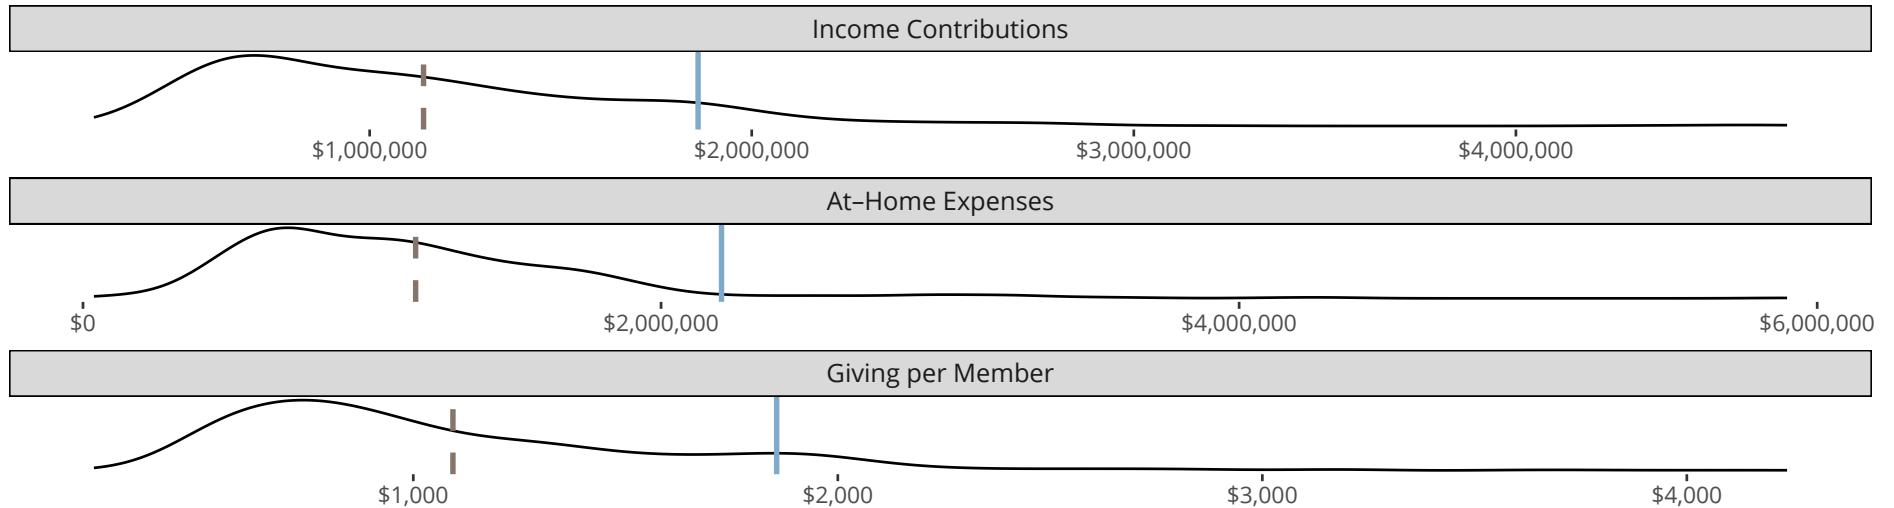 Income Contributions
$1,000,000 $2,000,000 $3,000,000 $4,000,000
At–Home Expenses
$0 $2,000,000 $4,000,000 $6,000,000
Giving per Member
$1,000 $2,000 $3,000 $4,000